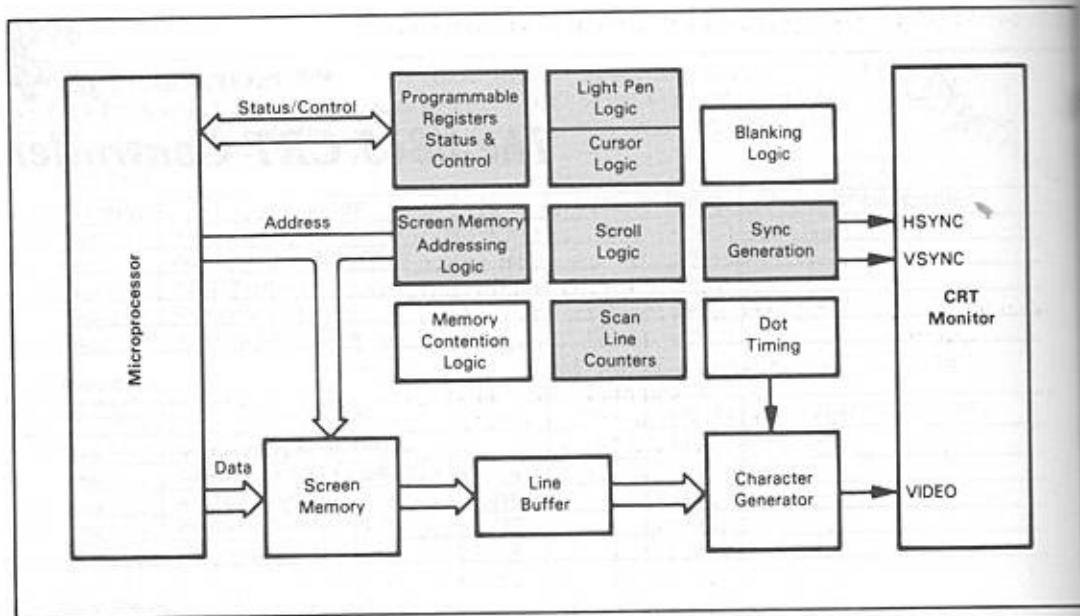 Status/Control
Programmable
Registers
Status &
Control
Light Pen
Logic
Cursor
Logic
Blanking
Logic
Microprocessor
Address
Screen Memory
Addressing
Logic
Scroll
Logic
Sync
Generation
HSYNC
VSYNC
CRT
Monitor
Memory
Contention
Logic
Scan
Line
Counters
Dot
Timing
Data
Screen
Memory
Line
Buffer
Character
Generator
VIDEO